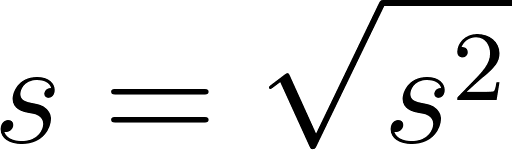 s = √s²